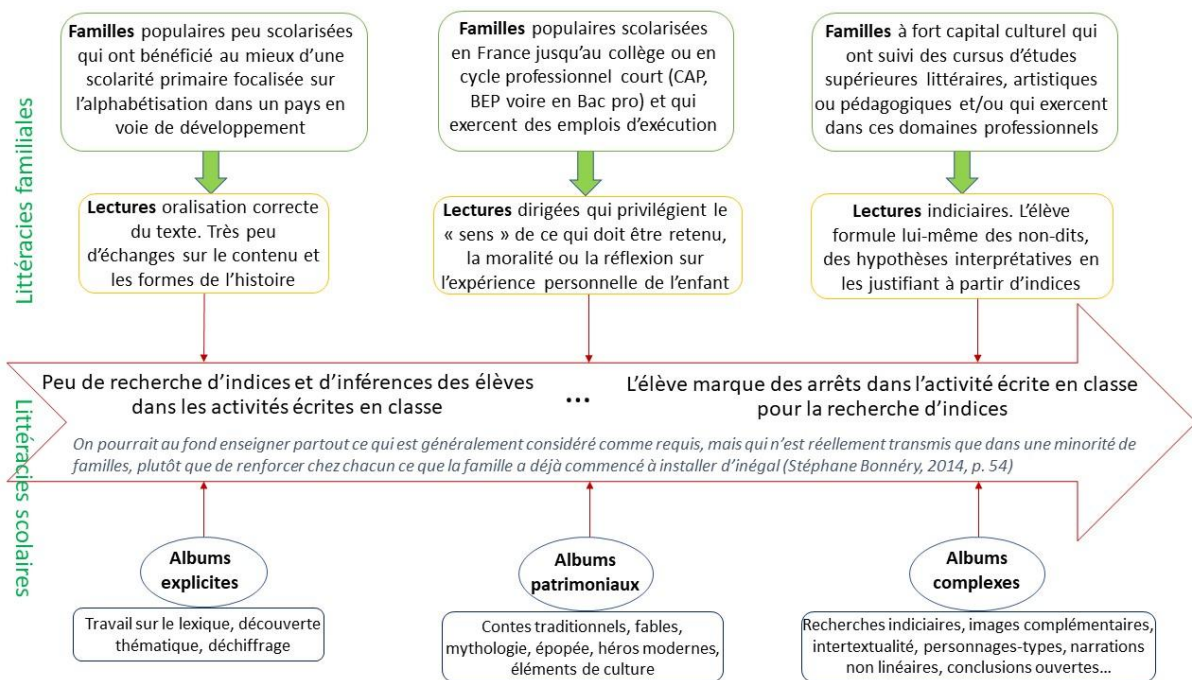 Littéracies familiales
Familles populaires peu scolarisées
qui ont bénéficié au mieux d’une
scolarité primaire focalisée sur
l’alphabétisation dans un pays en
voie de développement
Familles populaires scolarisées
en France jusqu’au collège ou en
cycle professionnel court (CAP,
BEP voire en Bac pro) et qui
exercent des emplois d’exécution
Familles à fort capital culturel qui
ont suivi des cursus d’études
supérieures littéraires, artistiques
ou pédagogiques et/ou qui exercent
dans ces domaines professionnels
Lectures oralisation correcte
du texte. Très peu
d’échanges sur le contenu et
les formes de l’histoire
Lectures dirigées qui privilégient le
« sens » de ce qui doit être retenu,
la moralité ou la réflexion sur
l’expérience personnelle de l’enfant
Lectures indiciaires. L’élève
formule lui-même des non-dits,
des hypothèses interprétatives en
les justifiant à partir d’indices
Littéracies scolaires
Peu de recherche d’indices et d’inférences des élèves
dans les activités écrites en classe
...
L’élève marque des arrêts dans l’activité écrite en classe
pour la recherche d’indices
On pourrait au fond enseigner partout ce qui est généralement considéré comme requis, mais qui n’est réellement transmis que dans une minorité de
familles, plutôt que de renforcer chez chacun ce que la famille a déjà commencé à installer d’inégal (Stéphane Bonnéry, 2014, p. 54)
Albums
explicites
Travail sur le lexique, découverte
thématique, déchiffrage
Albums
patrimoniaux
Contes traditionnels, fables,
mythologie, épopée, héros modernes,
éléments de culture
Albums
complexes
Recherches indiciaires, images complémentaires,
intertextualité, personnages-types, narrations
non linéaires, conclusions ouvertes…